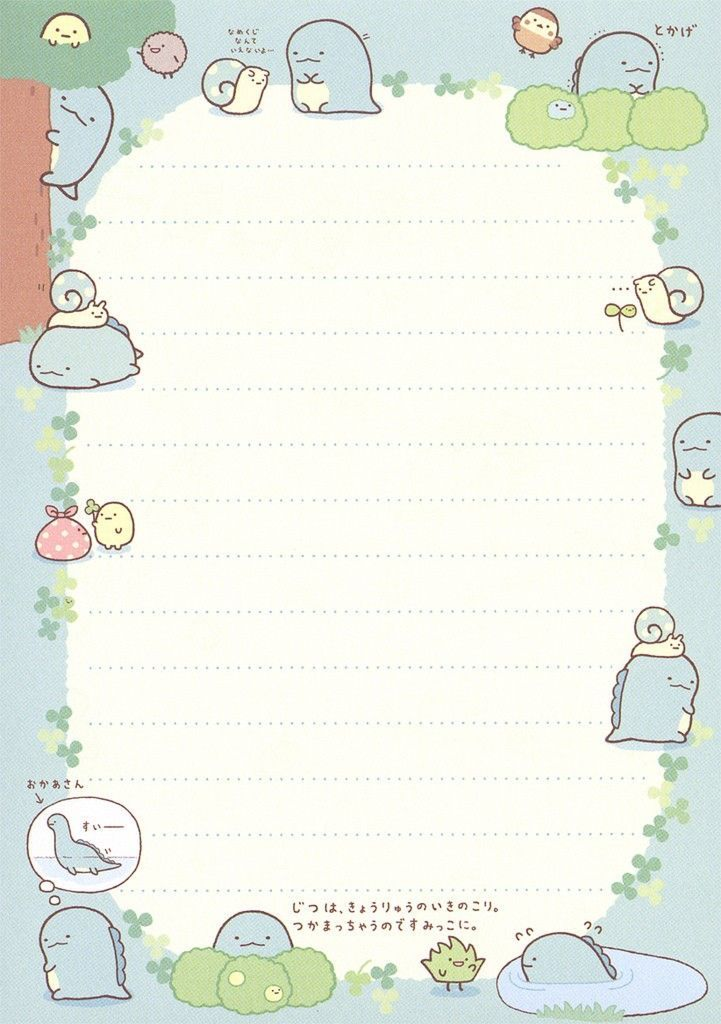 なめくじ
なんて
いえないよ…
とかげ
…
おかあさん
すいー
じつは、きょうりゅうのいきのこり。
つかまっちゃうのですみっこに。